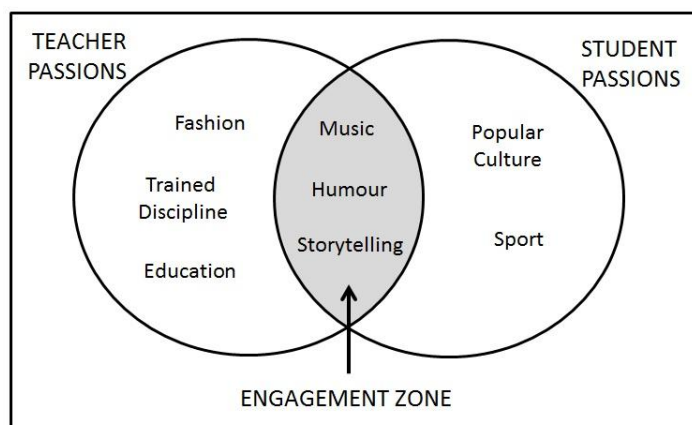 TEACHER
PASSIONS
STUDENT
PASSIONS
Fashion
Trained
Discipline
Education
Music
Humour
Storytelling
Popular
Culture
Sport
ENGAGEMENT ZONE